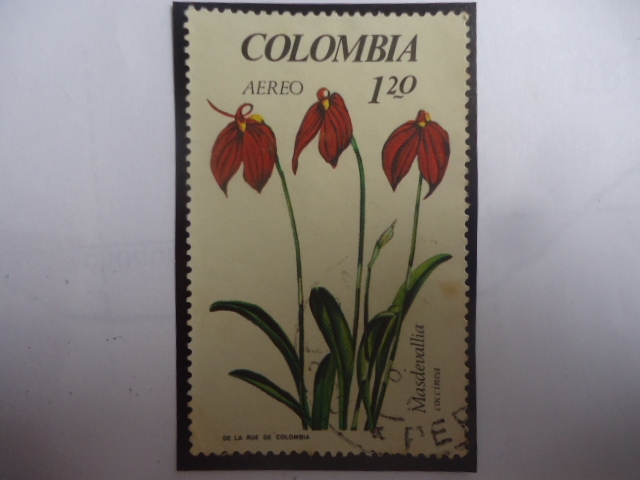 COLOMBIA
AEREO 1.20
Masdevallia
coccinea
DE LA RUE DE COLOMBIA